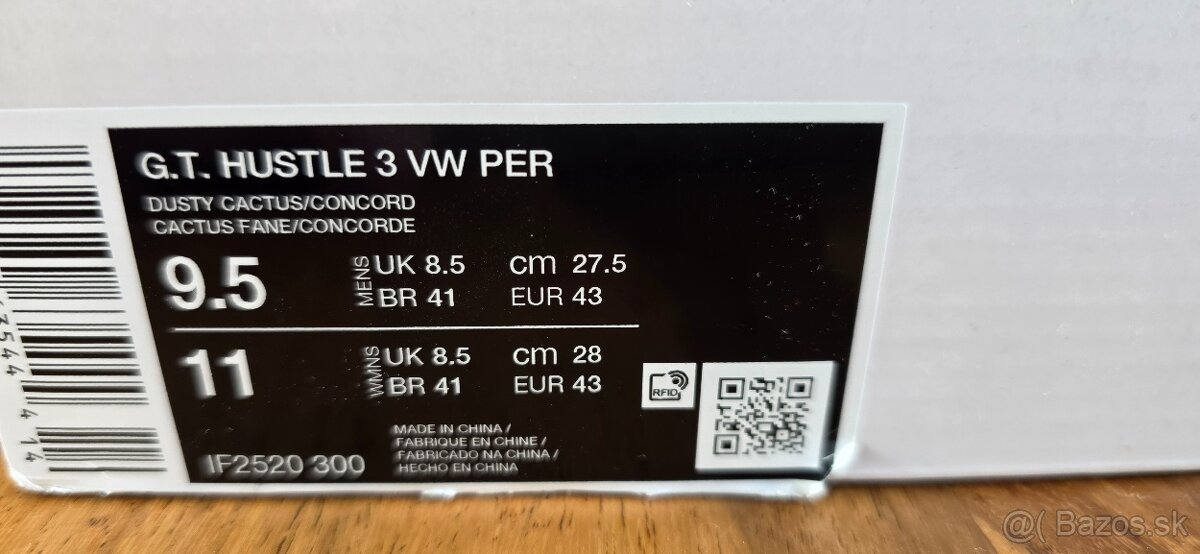 G.T. HUSTLE 3 VW PER
DUSTY CACTUS/CONCORD
CACTUS FANE/CONCORDE
9.5 MENS UK 8.5 cm 27.5
BR 41 EUR 43
11 WMNS UK 8.5 cm 28
BR 41 EUR 43
RFID
MADE IN CHINA /
FABRIQUE EN CHINE /
FABRICADO NA CHINA /
HECHO EN CHINA
IF2520 300
@( Bazos.sk